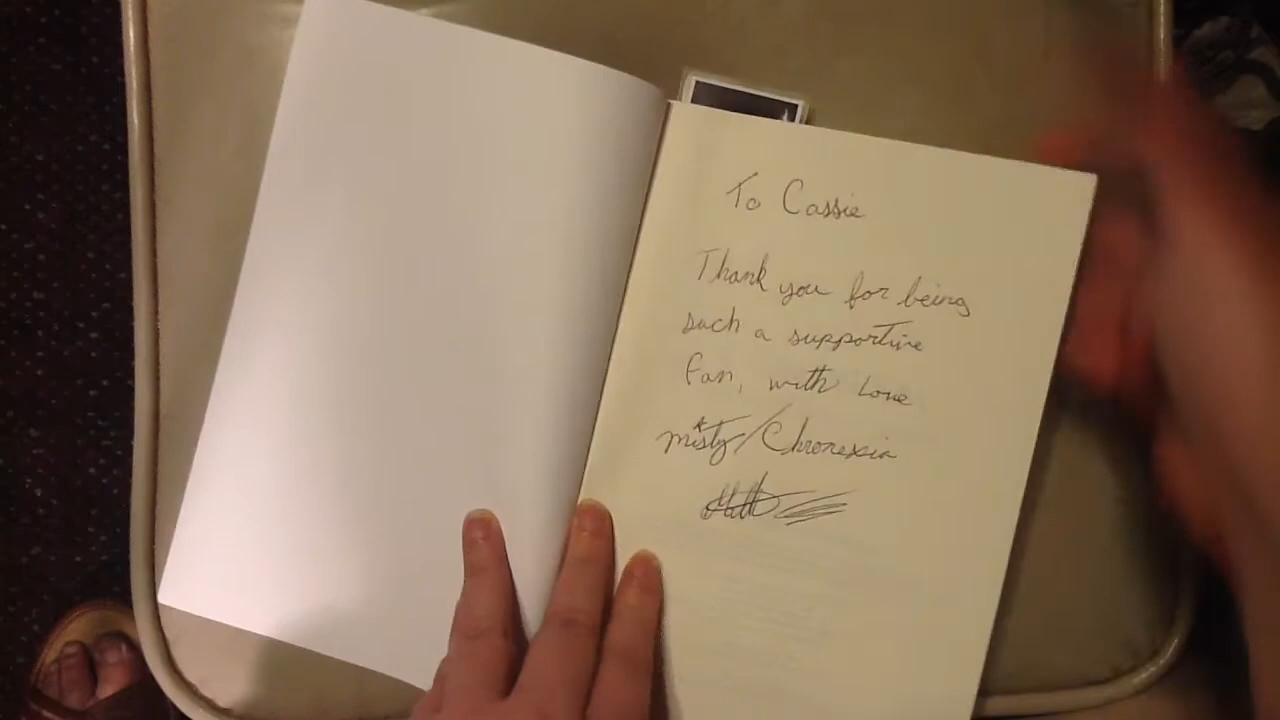 To Cassie
Thank you for being
such a supportive
fan, with Love
Misty/Chronexia